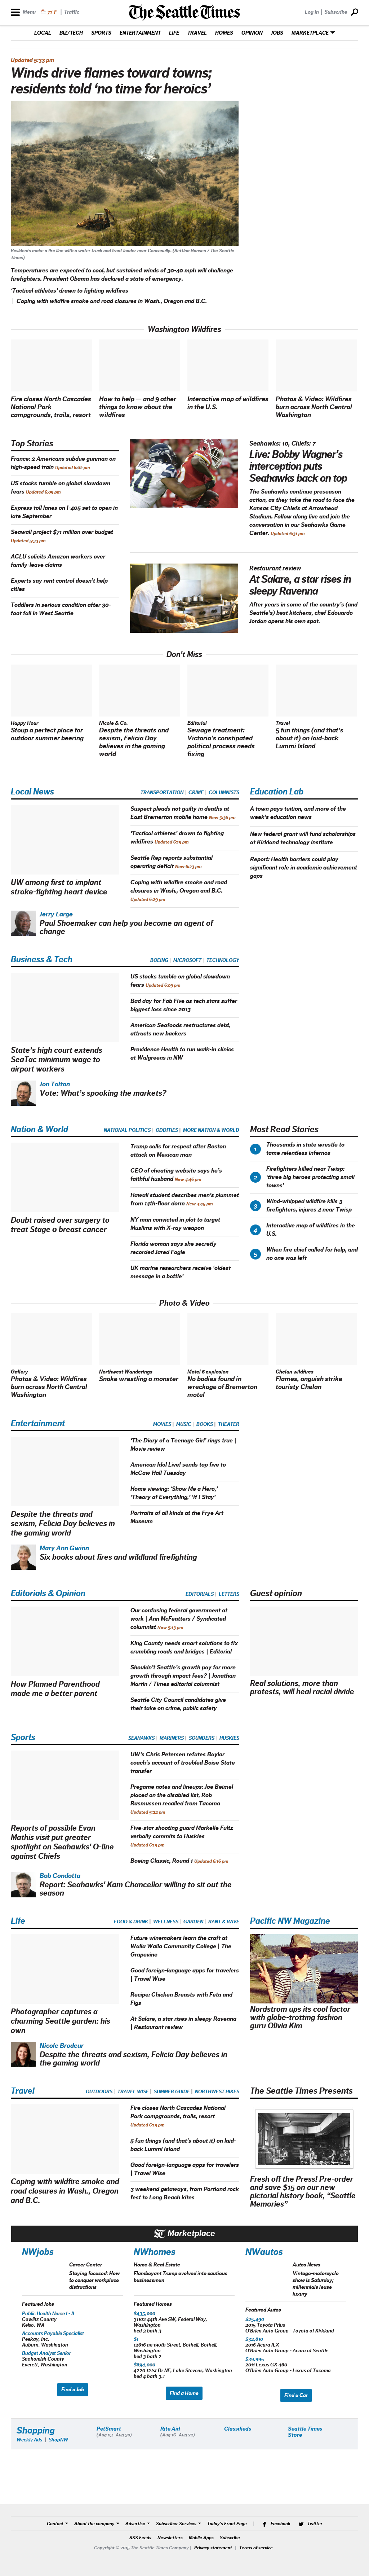 Menu 71°F | Traffic
The Seattle Times
Log In | Subscribe
LOCAL BIZ/TECH SPORTS ENTERTAINMENT LIFE TRAVEL HOMES OPINION JOBS MARKETPLACE
Updated 5:33 pm
Winds drive flames toward towns;
residents told ‘no time for heroics’
Residents make a fire line with a water truck and front loader near Conconully. (Bettina Hansen / The Seattle
Times)
Temperatures are expected to cool, but sustained winds of 30-40 mph will challenge
firefighters. President Obama has declared a state of emergency.
‘Tactical athletes’ drawn to fighting wildfires
Coping with wildfire smoke and road closures in Wash., Oregon and B.C.
Washington Wildfires
Fire closes North Cascades
National Park
campgrounds, trails, resort
How to help — and 9 other
things to know about the
wildfires
Interactive map of wildfires
in the U.S.
Photos & Video: Wildfires
burn across North Central
Washington
Top Stories
France: 2 Americans subdue gunman on
high-speed train
US stocks tumble on global slowdown
fears Updated 6:09 pm
Express toll lanes on I-405 set to open in
late September
Seawall project $71 million over budget
Updated 5:33 pm
ACLU solicits Amazon workers over
family-leave claims
Experts say rent control doesn’t help
cities
Toddlers in serious condition after 30-
foot fall in West Seattle
Seahawks: 10, Chiefs: 7
Live: Bobby Wagner’s
interception puts
Seahawks back on top
The Seahawks continue preseason
action, as they take the road to face the
Kansas City Chiefs at Arrowhead
Stadium. Follow along live and join the
conversation in our Seahawks Game
Center. Updated 6:31 pm
Restaurant review
At Salare, a star rises in
sleepy Ravenna
After years in some of the country’s (and
Seattle’s) best kitchens, chef Edouardo
Jordan opens his own spot.
Don’t Miss
Happy Hour
Stoup a perfect place for
outdoor summer beering
Nicole & Co.
Despite the threats and
sexism, Felicia Day
believes in the gaming
world
Editorial
Sewage treatment:
Victoria’s constipated
political process needs
fixing
Travel
5 fun things (and that’s
about it) on laid-back
Lummi Island
Local News
TRANSPORTATION | CRIME | COLUMNISTS
UW among first to implant
stroke-fighting heart device
Suspect pleads not guilty in deaths at
East Bremerton mobile home New 5:36 pm
‘Tactical athletes’ drawn to fighting
wildfires Updated 6:19 pm
Seattle Rep reports substantial
operating deficit New 6:23 pm
Coping with wildfire smoke and road
closures in Wash., Oregon and B.C.
Updated 6:29 pm
Jerry Large
Paul Shoemaker can help you become an agent of
change
Education Lab
A town pays tuition, and more of the
week’s education news
New federal grant will fund scholarships
at Kirkland technology institute
Report: Health barriers could play
significant role in academic achievement
gaps
Business & Tech
BOEING | MICROSOFT | TECHNOLOGY
State’s high court extends
SeaTac minimum wage to
airport workers
US stocks tumble on global slowdown
fears Updated 6:09 pm
Bad day for Fab Five as tech stars suffer
biggest loss since 2013
American Seafoods restructures debt,
attracts new backers
Providence Health to run walk-in clinics
at Walgreens in NW
Jon Talton
Vote: What’s spooking the markets?
Nation & World
NATIONAL POLITICS | ODDITIES | MORE NATION & WORLD
Doubt raised over surgery to
treat Stage 0 breast cancer
Trump calls for respect after Boston
attack on Mexican man
CEO of cheating website says he’s
faithful husband New 4:46 pm
Hawaii student describes men’s plummet
from 14th-floor dorm New 4:45 pm
NY man convicted in plot to target
Muslims with X-ray weapon
Florida woman says she secretly
recorded Jared Fogle
UK marine researchers receive ‘oldest
message in a bottle’
Most Read Stories
1 Thousands in state wrestle to
tame relentless infernos
2 Firefighters killed near Twisp:
‘three big heroes protecting small
towns’
3 Wind-whipped wildfire kills 3
firefighters, injures 4 near Twisp
4 Interactive map of wildfires in the
U.S.
5 When fire chief called for help, and
no one was left
Photo & Video
Gallery
Photos & Video: Wildfires
burn across North Central
Washington
Northwest Wanderings
Snake wrestling a monster
Motel 6 explosion
No bodies found in
wreckage of Bremerton
motel
Chelan wildfires
Flames, anguish strike
touristy Chelan
Entertainment
MOVIES | MUSIC | BOOKS | THEATER
Despite the threats and
sexism, Felicia Day believes in
the gaming world
‘The Diary of a Teenage Girl’ rings true |
Movie review
American Idol Live! sends top five to
McCaw Hall Tuesday
Home viewing: ‘Show Me a Hero,’
‘Theory of Everything,’ ‘If I Stay’
Portraits of all kinds at the Frye Art
Museum
Mary Ann Gwinn
Six books about fires and wildland firefighting
Editorials & Opinion
EDITORIALS | LETTERS
How Planned Parenthood
made me a better parent
Our confusing federal government at
work | Ann McFeatters / Syndicated
columnist New 5:13 pm
King County needs smart solutions to fix
crumbling roads and bridges | Editorial
Shouldn’t Seattle’s growth pay for more
growth through impact fees? | Jonathan
Martin / Times editorial columnist
Seattle City Council candidates give
their take on crime, public safety
Guest opinion
Real solutions, more than
protests, will heal racial divide
Sports
SEAHAWKS | MARINERS | SOUNDERS | HUSKIES
Reports of possible Evan
Mathis visit put greater
spotlight on Seahawks’ O-line
against Chiefs
UW’s Chris Petersen refutes Baylor
coach’s account of troubled Boise State
transfer
Pregame notes and lineups: Joe Beimel
placed on the disabled list, Rob
Rasmussen recalled from Tacoma
Updated 5:22 pm
Five-star shooting guard Markelle Fultz
verbally commits to Huskies
Updated 6:19 pm
Boeing Classic, Round 1 Updated 6:16 pm
Bob Condotta
Report: Seahawks’ Kam Chancellor willing to sit out the
season
Life
FOOD & DRINK | WELLNESS | GARDEN | RANT & RAVE
Photographer captures a
charming Seattle garden: his
own
Future winemakers learn the craft at
Walla Walla Community College | The
Grapevine
Good foreign-language apps for travelers
| Travel Wise
Recipe: Chicken Breasts with Feta and
Figs
At Salare, a star rises in sleepy Ravenna
| Restaurant review
Nicole Brodeur
Despite the threats and sexism, Felicia Day believes in
the gaming world
Pacific NW Magazine
Nordstrom ups its cool factor
with globe-trotting fashion
guru Olivia Kim
Travel
OUTDOORS | TRAVEL WISE | SUMMER GUIDE | NORTHWEST HIKES
Coping with wildfire smoke and
road closures in Wash., Oregon
and B.C.
Fire closes North Cascades National
Park campgrounds, trails, resort
Updated 6:19 pm
5 fun things (and that’s about it) on laid-
back Lummi Island
Good foreign-language apps for travelers
| Travel Wise
3 weekend getaways, from Portland rock
fest to Long Beach kites
The Seattle Times Presents
Fresh off the Press! Pre-order
and save $15 on our new
pictorial history book, “Seattle
Memories”
Marketplace
NWjobs
Career Center
Staying focused: How
to conquer workplace
distractions
Featured Jobs
Public Health Nurse I - II
Cowlitz County
Kelso, WA
Accounts Payable Specialist
Penkay, Inc.
Auburn, Washington
Budget Analyst Senior
Snohomish County
Everett, Washington
Find a Job
NWhomes
Home & Real Estate
Flamboyant Trump evolved into cautious
businessman
Featured Homes
$435,000
31102 44th Ave SW, Federal Way,
Washington
bed 3 bath 3
$1
17016 Bothell, Bothell,
Washington
bed 3 bath 2
$694,000
4220 171st Dr NE, Lake Stevens, Washington
bed 4 bath 3.1
Find a Home
NWautos
Autos News
Vintage-motorcycle
show is Saturday;
millennials lease
luxury
Featured Autos
$25,490
2015 Toyota Prius
O'Brien Auto Group - Toyota of Kirkland
$32,810
2016 Acura ILX
O'Brien Auto Group - Acura of Seattle
$29,995
2011 Lexus GX 460
O'Brien Auto Group - Lexus of Tacoma
Find a Car
Shopping
Weekly Ads | ShopNW
PetSmart
Rite Aid
Classifieds
Seattle Times
Store
Contact About the company Advertise Subscriber Services Today's Front Page Facebook Twitter
RSS Feeds Newsletters Mobile Apps Subscribe
Copyright © 2015 The Seattle Times Company | Privacy statement | Terms of service